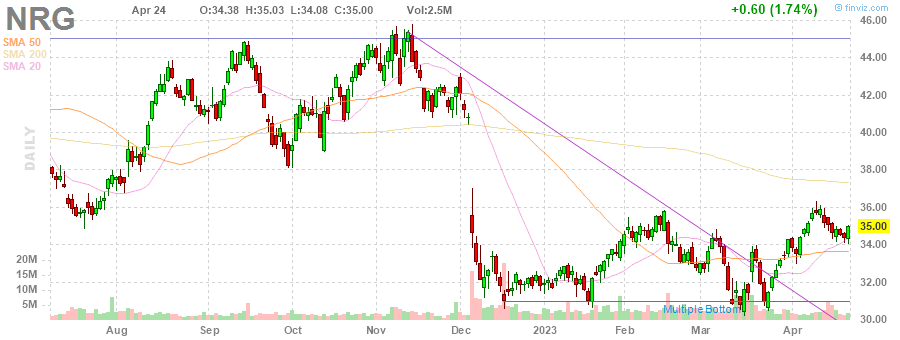 NRG Apr 24 O:34.38 H:35.03 L:34.08 C:35.00 Vol:2.5M +0.60 (1.74%) © finviz.com
SMA 50
SMA 200
SMA 20
DAILY
46.00
44.00
42.00
40.00
38.00
36.00
35.00
34.00
32.00
30.00
20M
15M
10M
5M
Multiple Bottom
Aug Sep Oct Nov Dec 2023 Feb Mar Apr